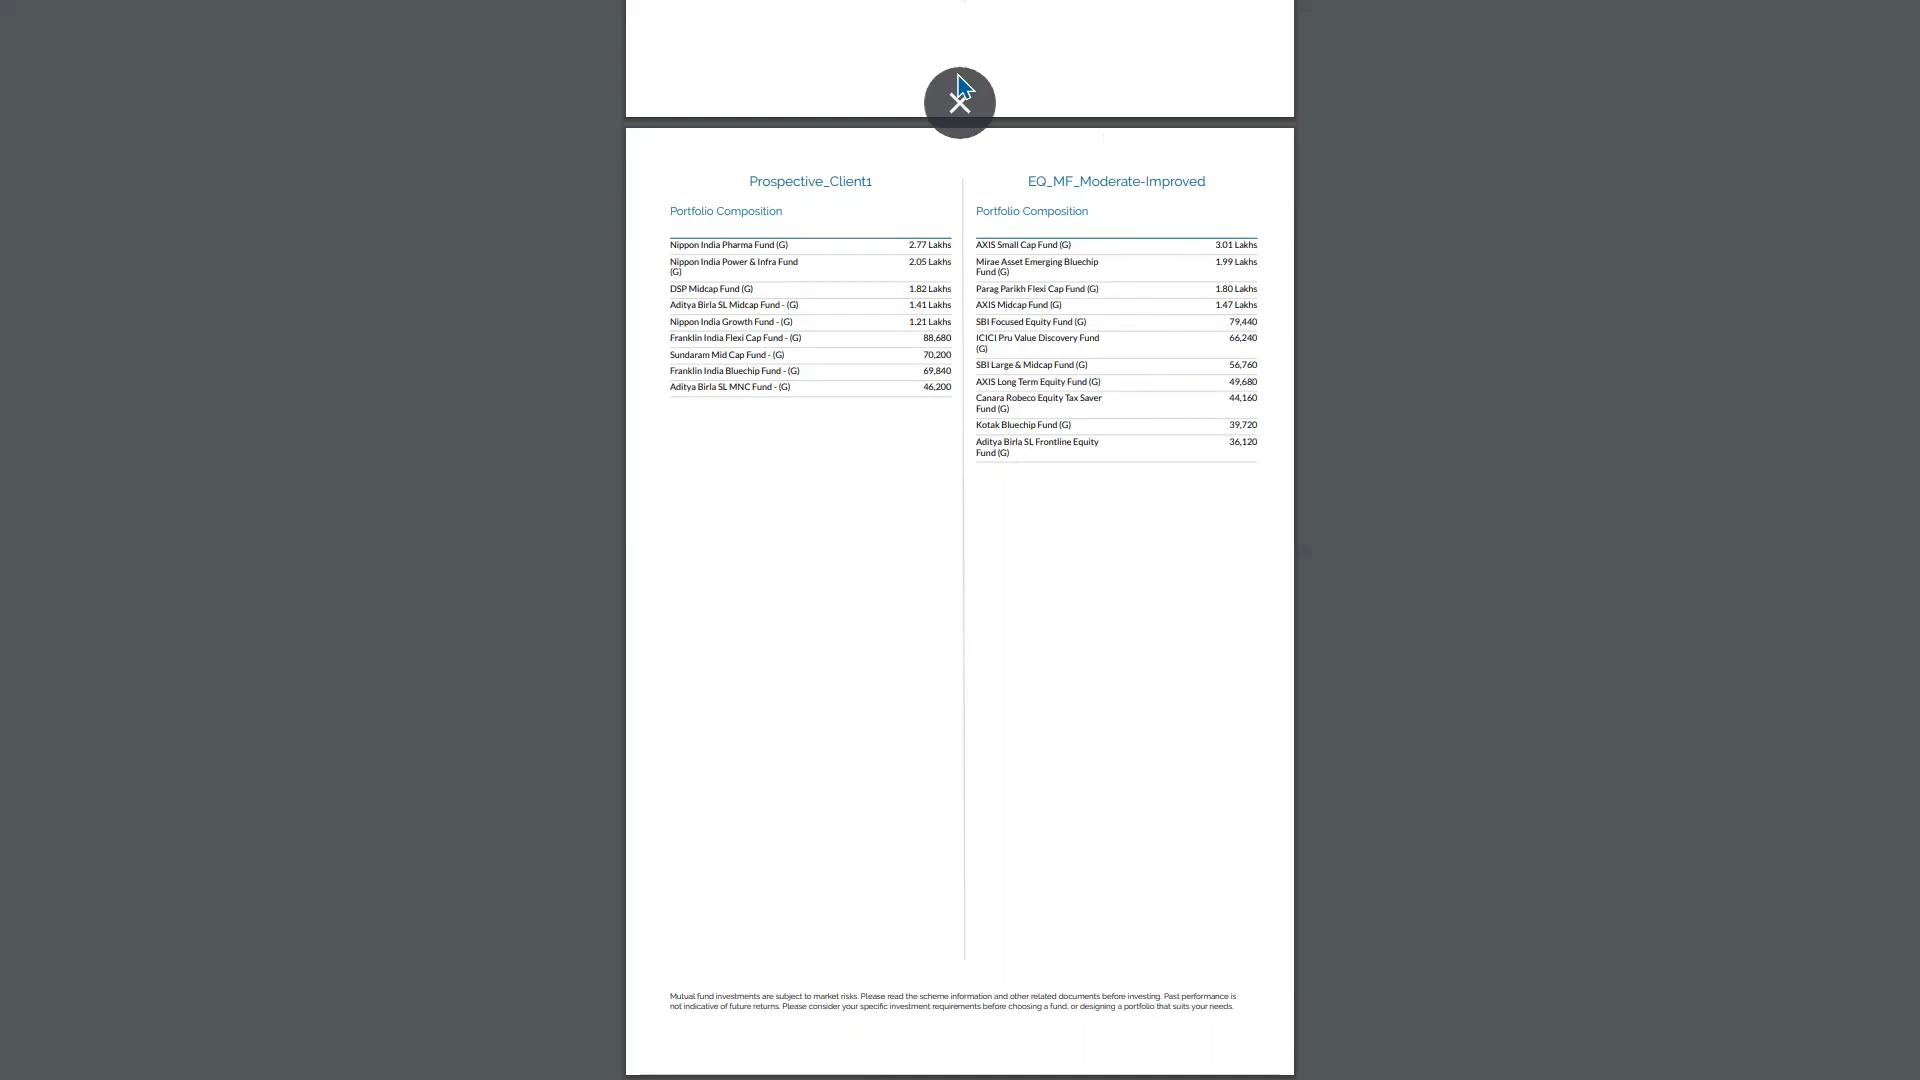 Prospective_Client1
Portfolio Composition
Nippon India Pharma Fund (G) 2.77 Lakhs
Nippon India Power & Infra Fund 2.05 Lakhs
(G)
DSP Midcap Fund (G) 1.82 Lakhs
Aditya Birla SL Midcap Fund - (G) 1.41 Lakhs
Nippon India Growth Fund - (G) 1.21 Lakhs
Franklin India Flexi Cap Fund - (G) 88,680
Sundaram Mid Cap Fund - (G) 70,200
Franklin India Bluechip Fund - (G) 69,840
Aditya Birla SL MNC Fund - (G) 46,200
EQ_MF_Moderate-Improved
Portfolio Composition
AXIS Small Cap Fund (G) 3.01 Lakhs
Mirae Asset Emerging Bluechip 1.99 Lakhs
Fund (G)
Parag Parikh Flexi Cap Fund (G) 1.80 Lakhs
AXIS Midcap Fund (G) 1.47 Lakhs
SBI Focused Equity Fund (G) 79,440
ICICI Pru Value Discovery Fund 66,240
(G)
SBI Large & Midcap Fund (G) 56,760
AXIS Long Term Equity Fund (G) 49,680
Canara Robeco Equity Tax Saver 44,160
Fund (G)
Kotak Bluechip Fund (G) 39,720
Aditya Birla SL Frontline Equity 36,120
Fund (G)
Mutual fund investments are subject to market risks. Please read the scheme information and other related documents before investing. Past performance is
not indicative of future returns. Please consider your specific investment requirements before choosing a fund, or designing a portfolio that suits your needs.